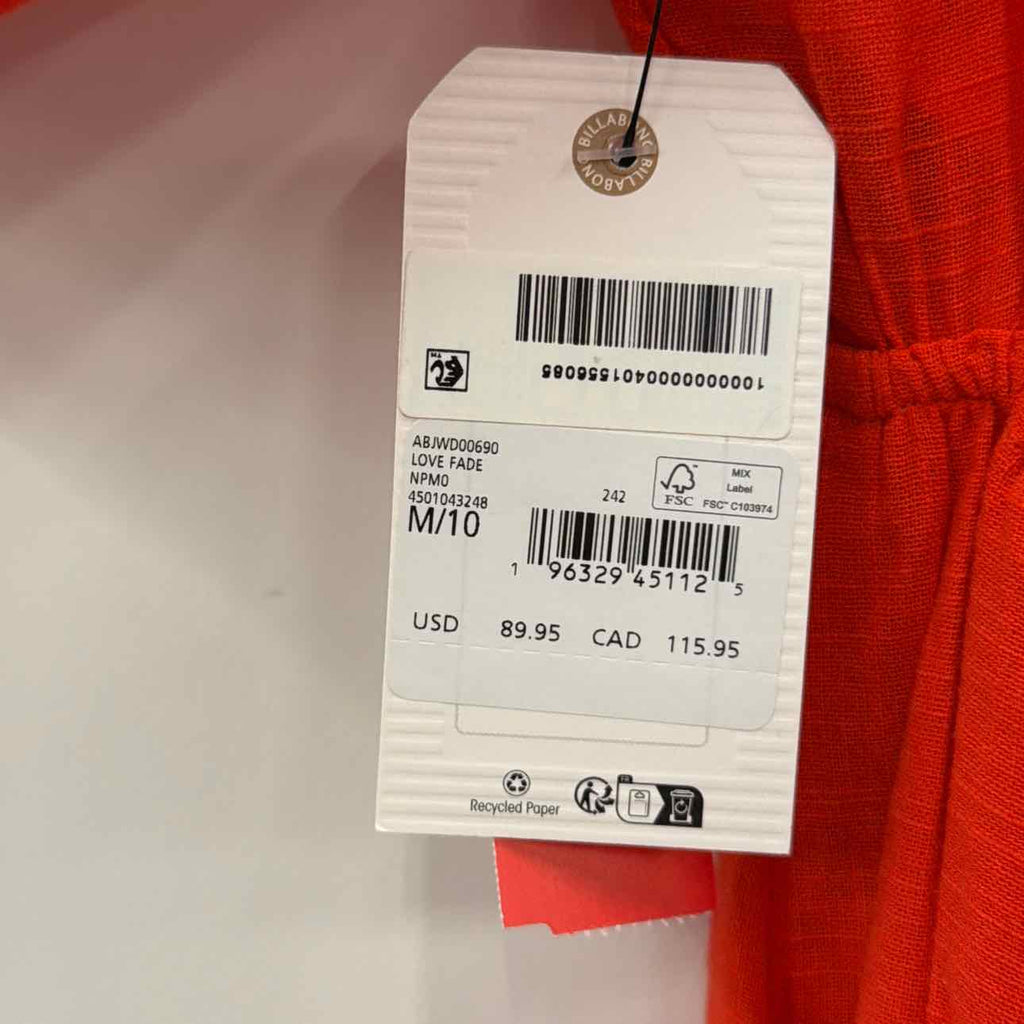 BILLABONG BILLABONG
1000000000401556085
ABJWD00690
LOVE FADE
NPM0
4501043248
M/10
242
MIX
Label
FSC™ C103974
FSC
1 96329 45112 5
USD 89.95 CAD 115.95
Recycled Paper
FR